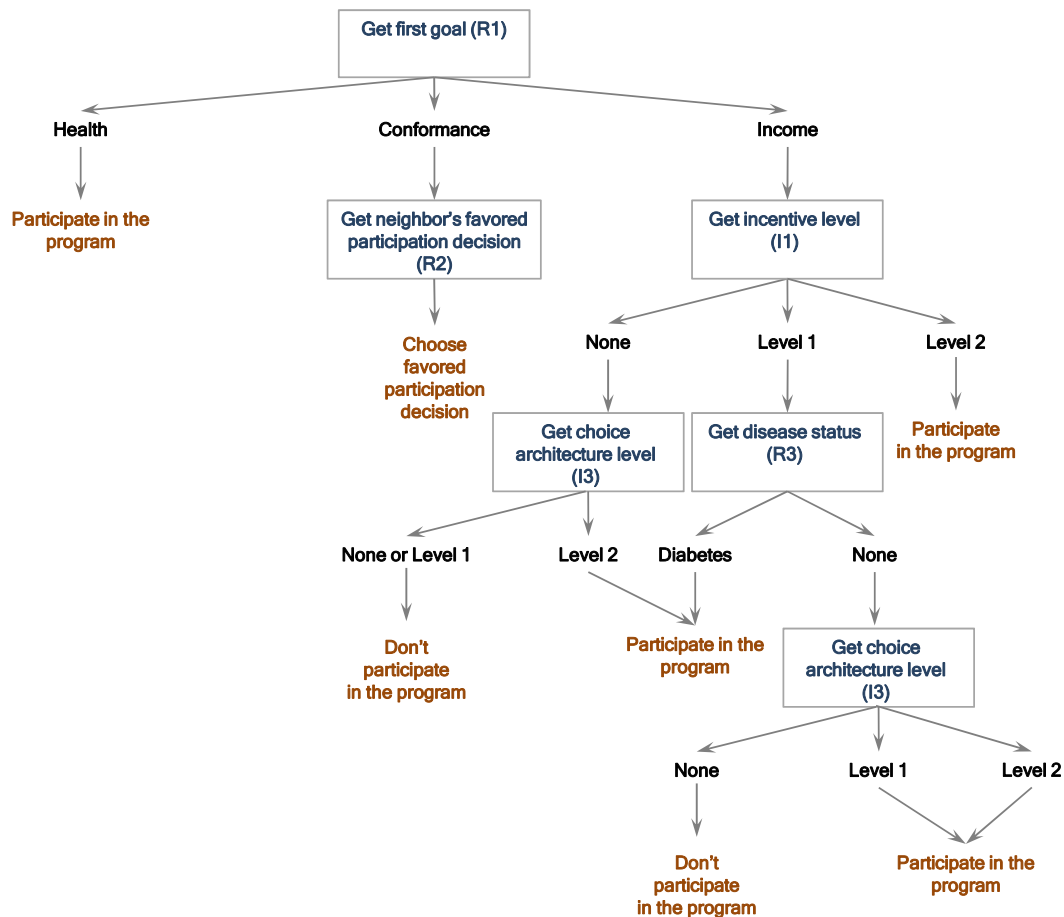 Get first goal (R1)
Health
Conformance
Income
Participate in the
program
Get neighbor's favored
participation decision
(R2)
Get incentive level
(I1)
Choose
favored
participation
decision
None
Level 1
Level 2
Get choice
architecture level
(I3)
Get disease status
(R3)
Participate
in the program
None or Level 1
Level 2
Diabetes
None
Don't
participate
in the program
Participate in the
program
Get choice
architecture level
(I3)
None
Level 1
Level 2
Don't
participate
in the program
Participate in the
program